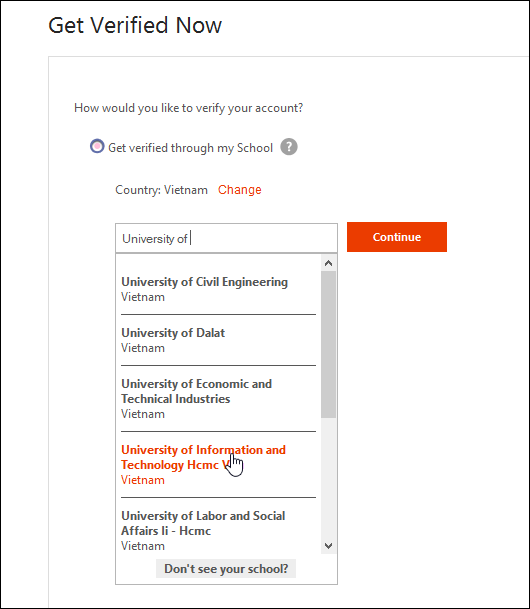 Get Verified Now
How would you like to verify your account?
Get verified through my School ?
Country: Vietnam Change
University of
Continue
University of Civil Engineering
Vietnam
University of Dalat
Vietnam
University of Economic and
Technical Industries
Vietnam
University of Information and
Technology Hcmc
Vietnam
University of Labor and Social
Affairs Ii - Hcmc
Vietnam
Don't see your school?